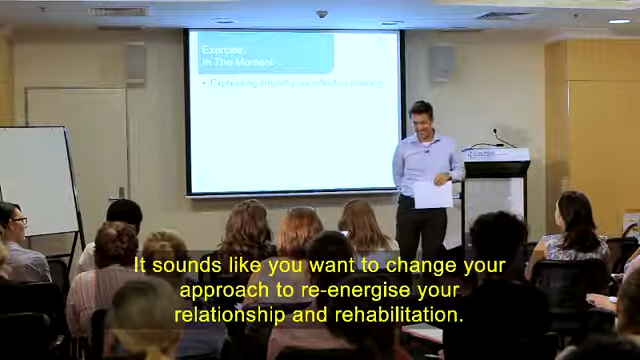 Exercise:
In The Moment
• Expressing empathy via reflective listening
It sounds like you want to change your
approach to re-energise your
relationship and rehabilitation.